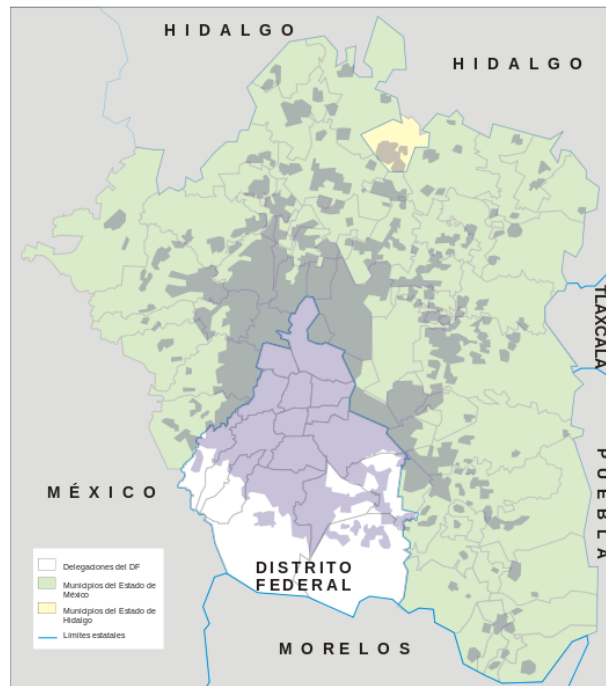 HIDALGO
HIDALGO
TLAXCALA
PUEBLA
MÉXICO
DISTRITO
FEDERAL
MORELOS
Delegaciones del DF
Municipios del Estado de
México
Municipios del Estado de
Hidalgo
Límites estatales